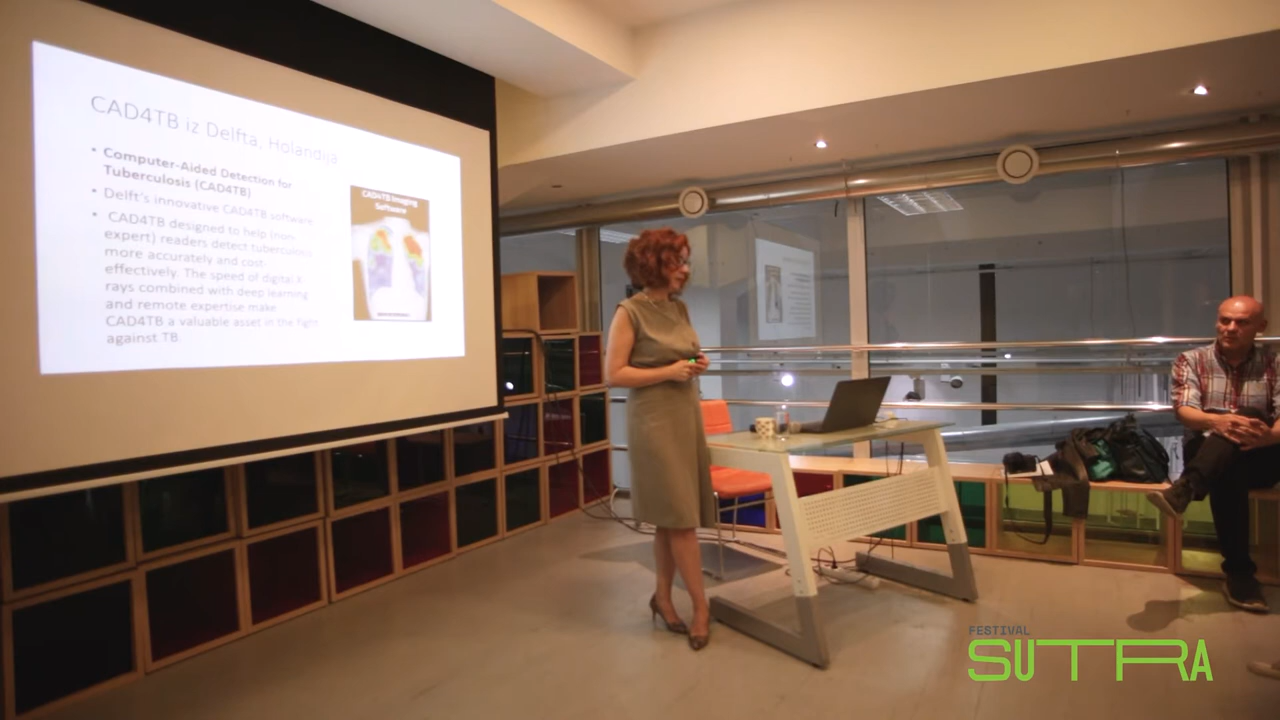 CAD4TB iz Delfta, Holandija
• Computer-Aided Detection for
Tuberculosis (CAD4TB)
• Delft's innovative CAD4TB software
• CAD4TB designed to help (non-
expert) readers detect tuberculosis
more accurately and cost-
effectively. The speed of digital X-
rays combined with deep learning
and remote expertise make
CAD4TB a valuable asset in the fight
against TB
CAD4TB Imaging
Software
FESTIVAL
SUTRA